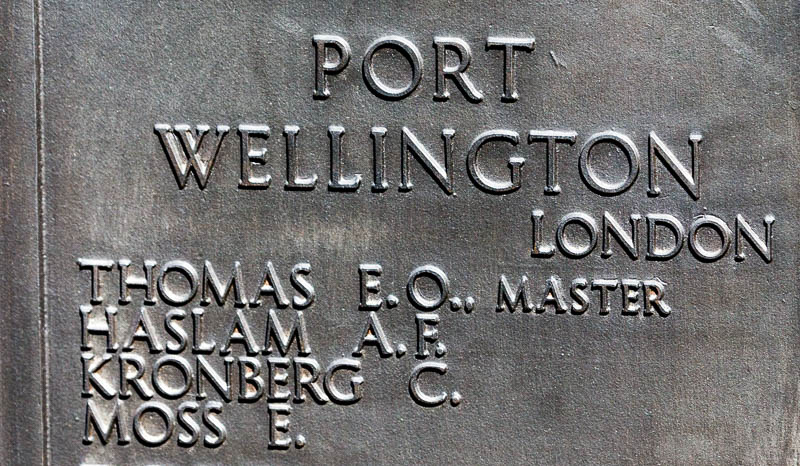 PORT
WELLINGTON
LONDON
THOMAS E.O., MASTER
HASLAM A.F.
KRONBERG C.
MOSS E.